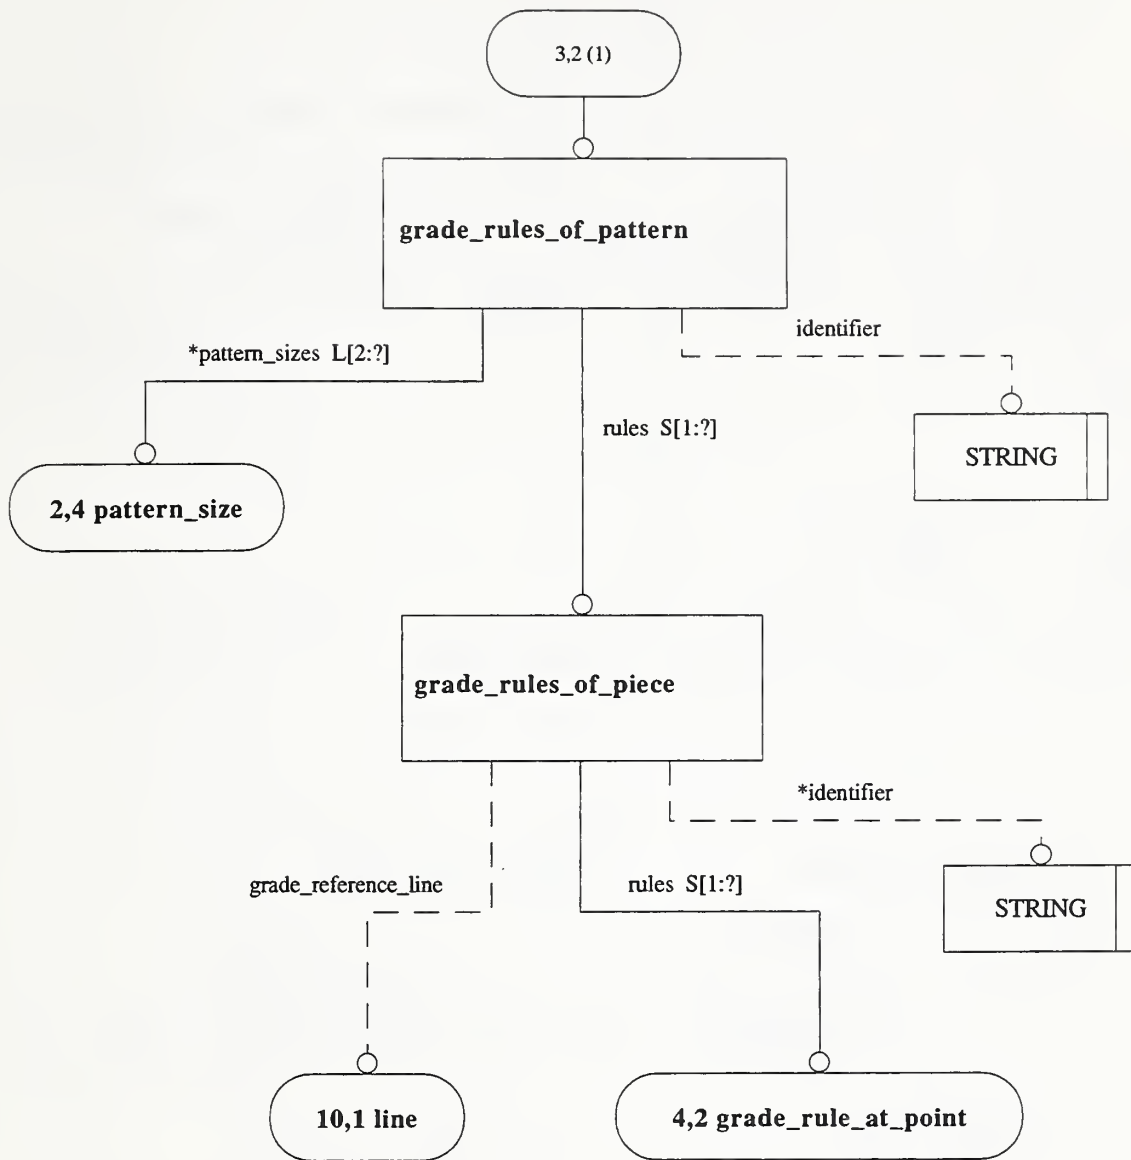 3,2 (1)
grade_rules_of_pattern
identifier
*pattern_sizes L[2:?]
rules S[1:?]
STRING
2,4 pattern_size
grade_rules_of_piece
*identifier
grade_reference_line
rules S[1:?]
STRING
10,1 line
4,2 grade_rule_at_point